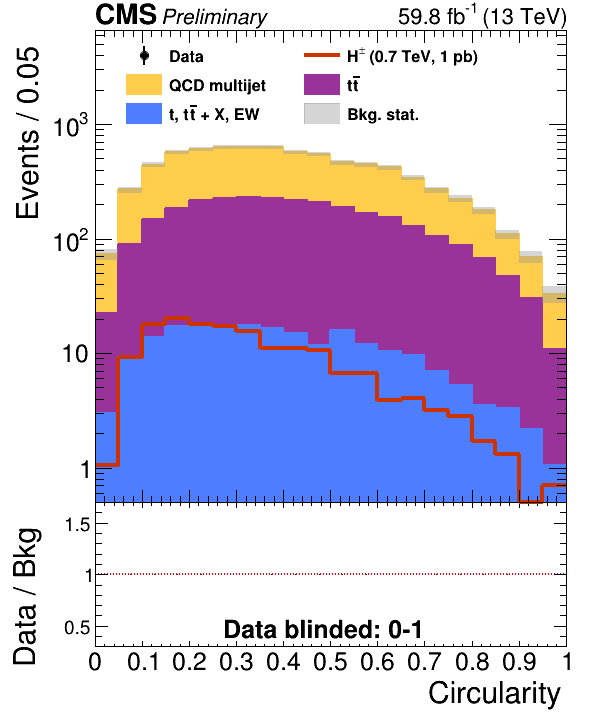 CMS Preliminary 59.8 fb⁻¹ (13 TeV)
Data H± (0.7 TeV, 1 pb)
QCD multijet tt̄
t, tt̄ + X, EW Bkg. stat.
Events / 0.05
10³
10²
10
1
Data / Bkg
1.5
1
0.5
Data blinded: 0-1
0 0.1 0.2 0.3 0.4 0.5 0.6 0.7 0.8 0.9 1
Circularity